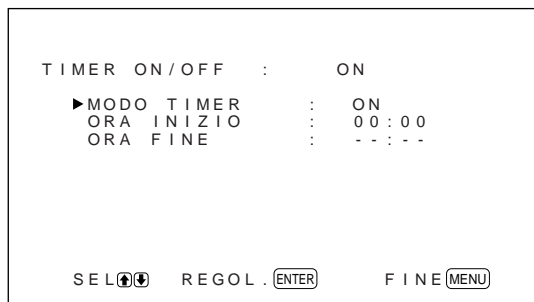 TIMER ON/OFF : ON
▶MODO TIMER : ON
ORA INIZIO : 00:00
ORA FINE : --:--
SEL⬆⬇ REGOL.ENTER FINE MENU